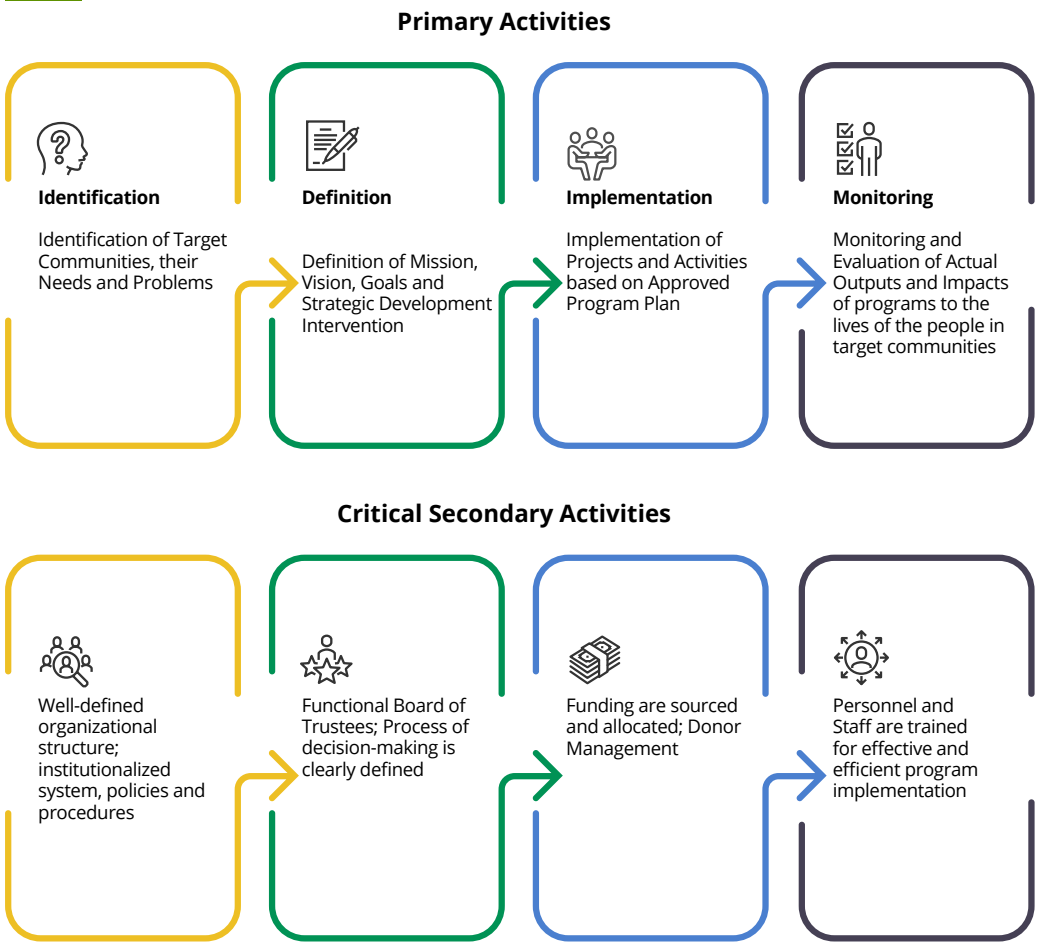 Primary Activities
Identification
Identification of Target
Communities, their
Needs and Problems
Definition
Definition of Mission,
Vision, Goals and
Strategic Development
Intervention
Implementation
Implementation of
Projects and Activities
based on Approved
Program Plan
Monitoring
Monitoring and
Evaluation of Actual
Outputs and Impacts
of programs to the
lives of the people in
target communities
Critical Secondary Activities
Well-defined
organizational
structure;
institutionalized
system, policies and
procedures
Functional Board of
Trustees; Process of
decision-making is
clearly defined
Funding are sourced
and allocated; Donor
Management
Personnel and
Staff are trained
for effective and
efficient program
implementation